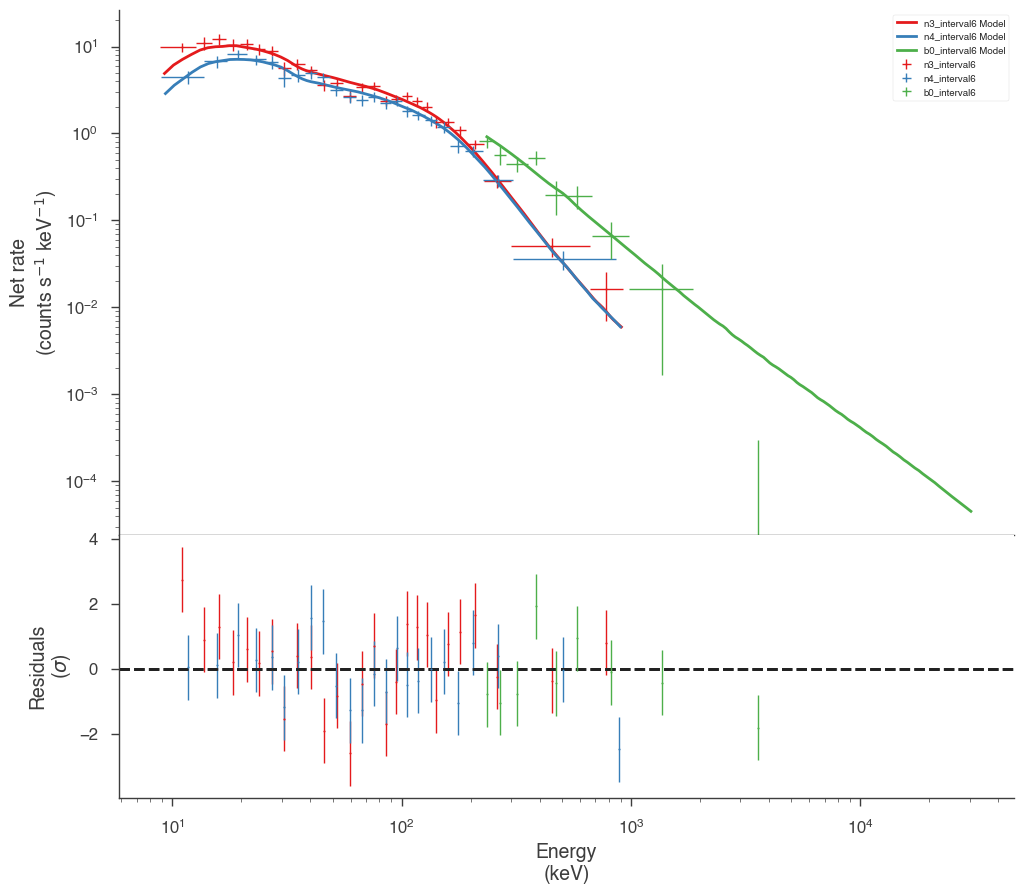 n3_interval6 Model
n4_interval6 Model
b0_interval6 Model
n3_interval6
n4_interval6
b0_interval6
10¹
10⁰
10⁻¹
10⁻²
10⁻³
10⁻⁴
Net rate
(counts s⁻¹ keV⁻¹)
4
2
0
−2
Residuals
(σ)
10¹ 10² 10³ 10⁴
Energy
(keV)